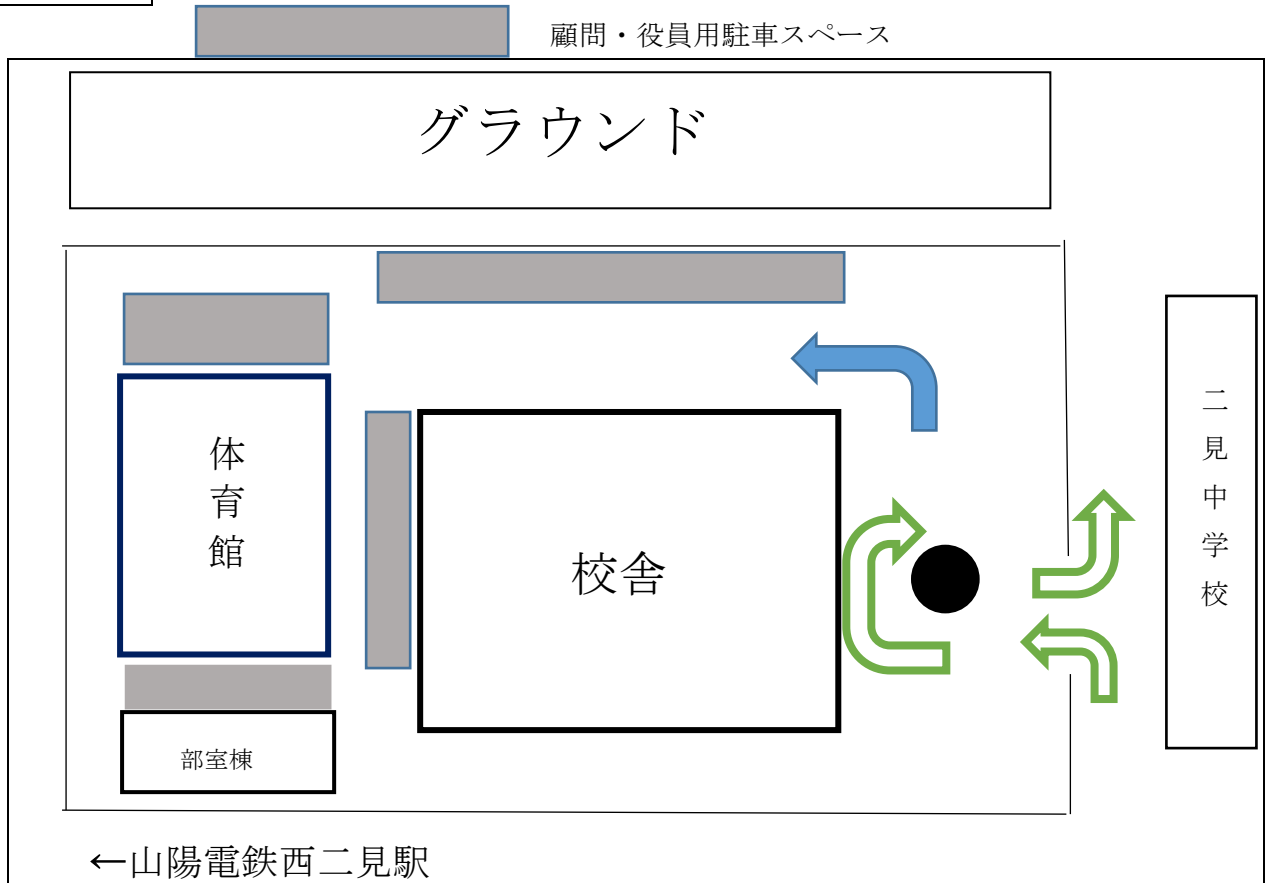 顧問・役員用駐車スペース
グラウンド
体育館
校舎
二見中学校
部室棟
←山陽電鉄西二見駅